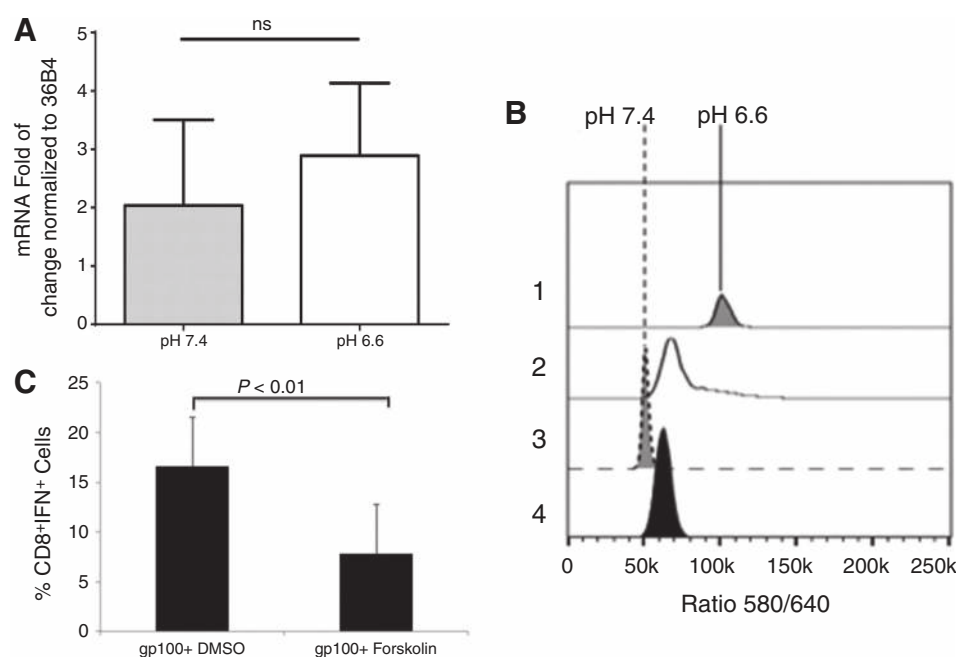 A
ns
mRNA Fold of
change normalized to 36B4
5
4
3
2
1
0
pH 7.4
pH 6.6
B
pH 7.4
pH 6.6
1
2
3
4
0
50k
100k
150k
200k
250k
Ratio 580/640
C
P < 0.01
% CD8+IFN+ Cells
25
20
15
10
5
0
gp100+ DMSO
gp100+ Forskolin